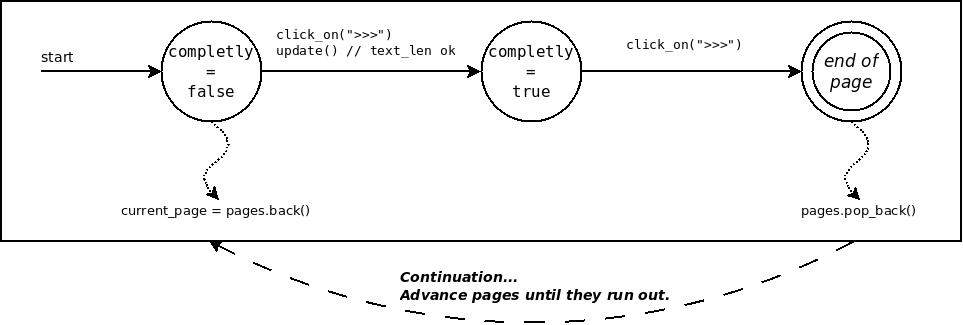 start
completly
=
false
click_on(">>>")
update() // text_len ok
completly
=
true
click_on(">>>")
end of
page
current_page = pages.back()
pages.pop_back()
Continuation...
Advance pages until they run out.